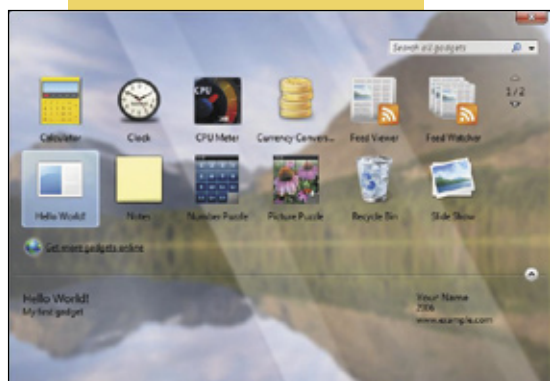 Search all gadgets
1/2
Calculator
Clock
CPU
CPU Meter
Currency Convers...
Feed Viewer
Feed Watcher
Hello World!
Notes
Number Puzzle
Picture Puzzle
Recycle Bin
Slide Show
Get more gadgets online
Hello World!
My first gadget
Your Name
2006
www.example.com